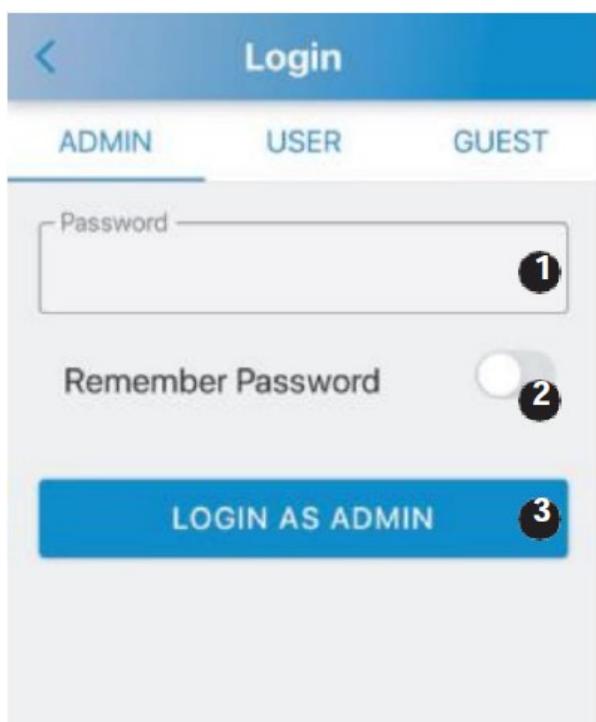 Login
ADMIN USER GUEST
Password
1
Remember Password
2
LOGIN AS ADMIN
3